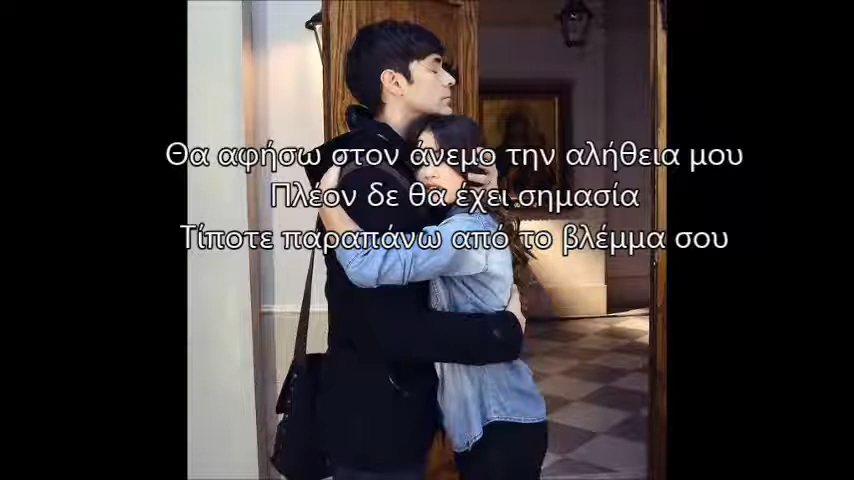 Θα αφήσω στον άνεμο την αλήθεια μου
Πλέον δε θα έχει σημασία
Τίποτε παραπάνω από το βλέμμα σου